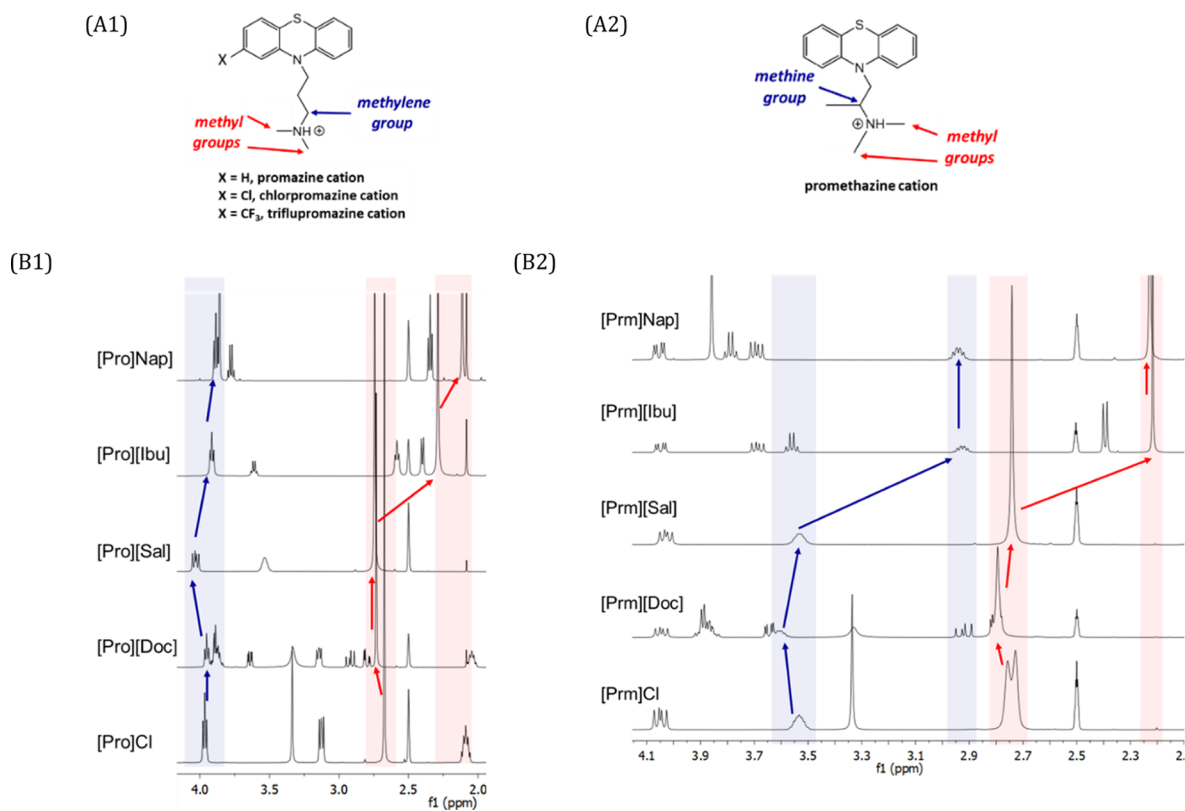 (A1)
S
X
N
methylene
group
methyl
groups
NH ⊕
X = H, promazine cation
X = Cl, chlorpromazine cation
X = CF₃, triflupromazine cation
(A2)
S
N
methine
group
⊕ NH
methyl
groups
promethazine cation
(B1)
[Pro]Nap]
[Pro][Ibu]
[Pro][Sal]
[Pro][Doc]
[Pro]Cl
4.0 3.5 3.0 2.5 2.0
f1 (ppm)
(B2)
[Prm]Nap]
[Prm][Ibu]
[Prm][Sal]
[Prm][Doc]
[Prm]Cl
4.1 3.9 3.7 3.5 3.3 3.1 2.9 2.7 2.5 2.3 2.1
f1 (ppm)